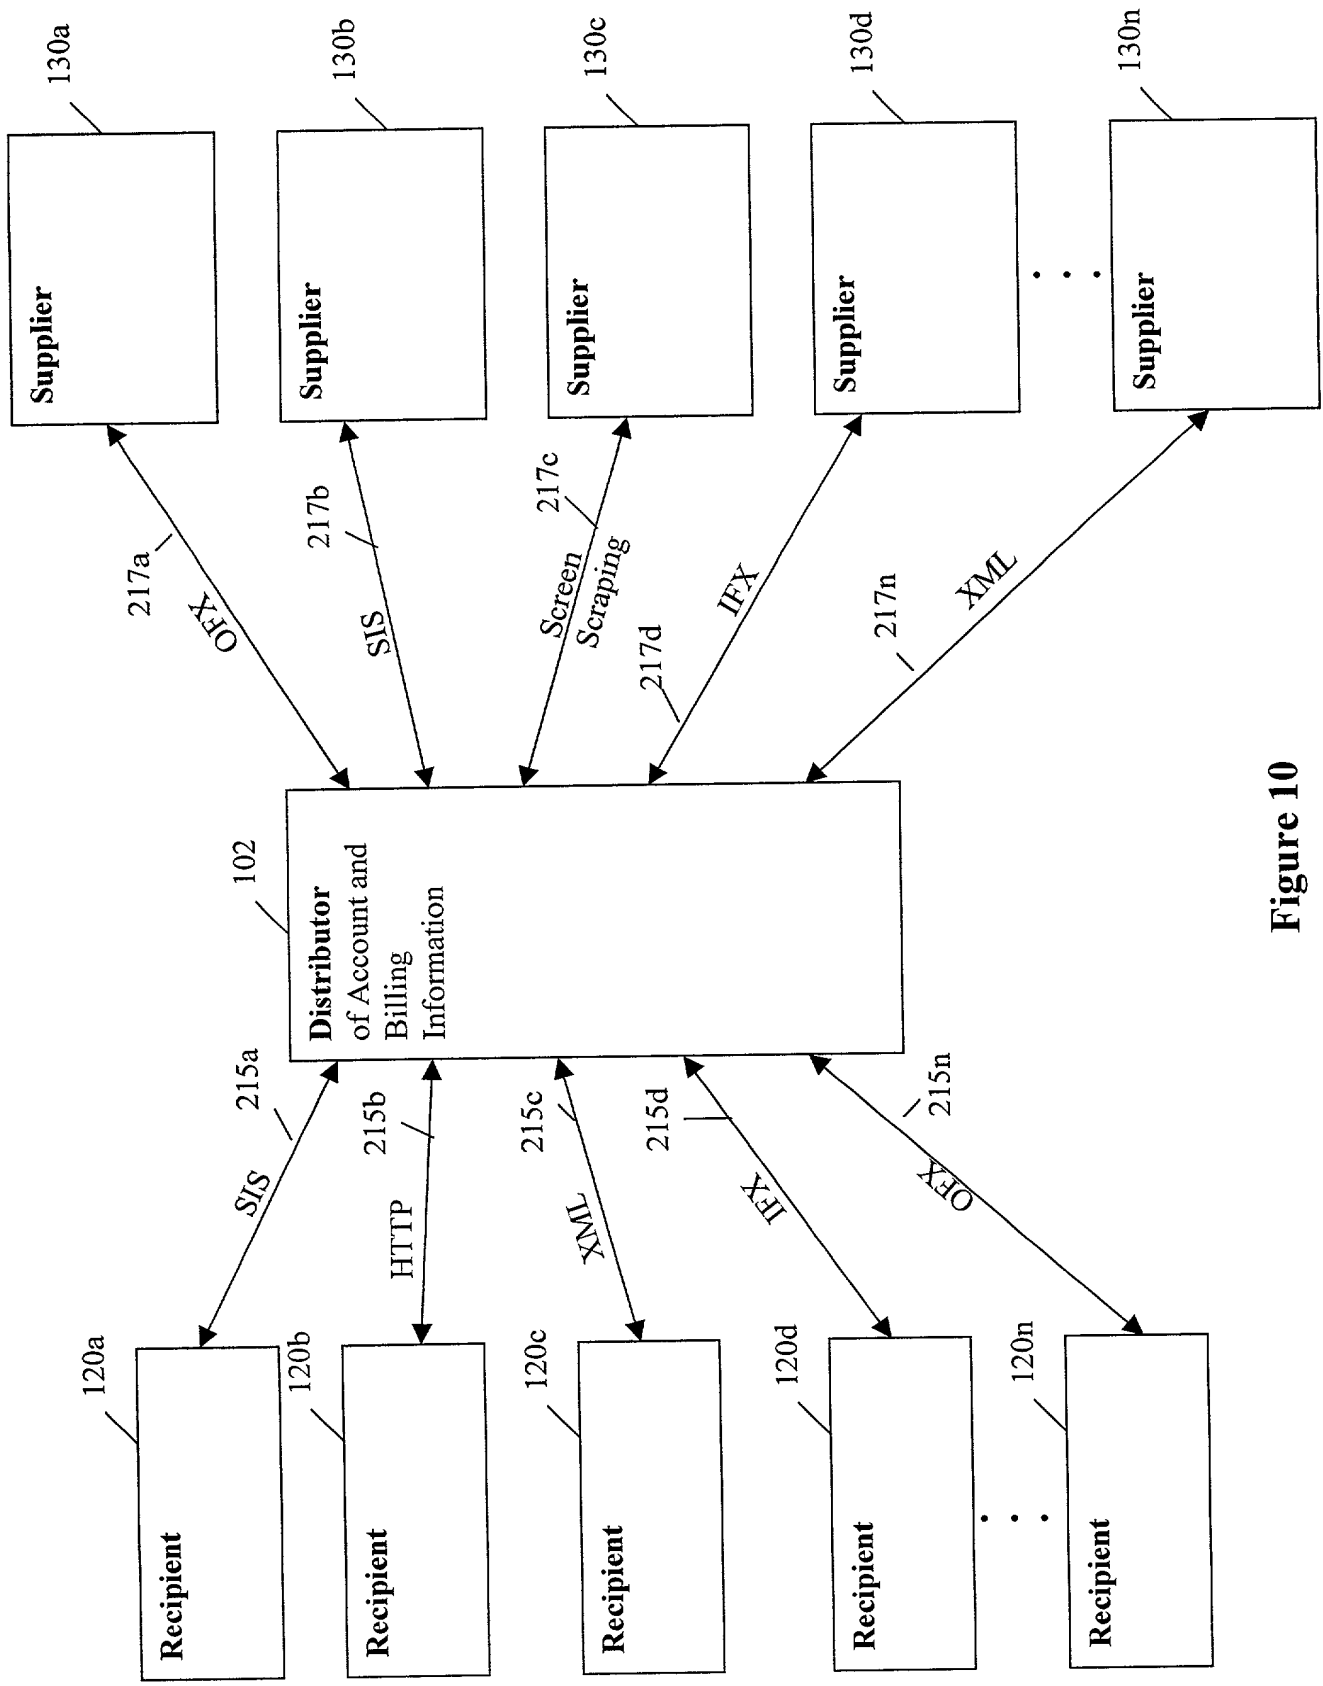 120a
Recipient
120b
Recipient
120c
Recipient
120d
Recipient
120n
Recipient
SIS
215a
HTTP
215b
XML
215c
IFX
215d
OFX
215n
102
Distributor
of Account and
Billing
Information
217a
OFX
217b
SIS
217c
Screen
Scraping
217d
IFX
217n
XML
130a
Supplier
130b
Supplier
130c
Supplier
130d
Supplier
130n
Supplier
Figure 10